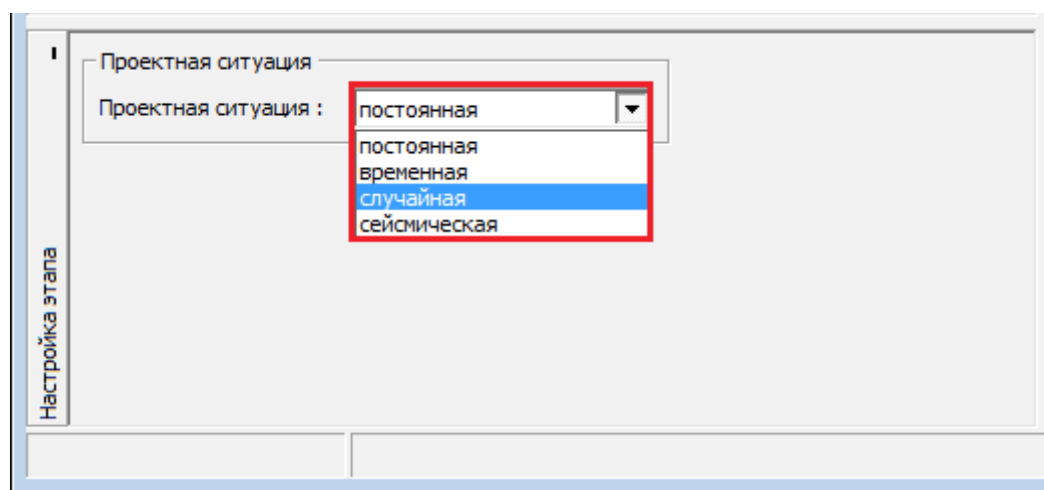 Проектная ситуация
Проектная ситуация :
постоянная
постоянная
временная
случайная
сейсмическая
Настройка этапа